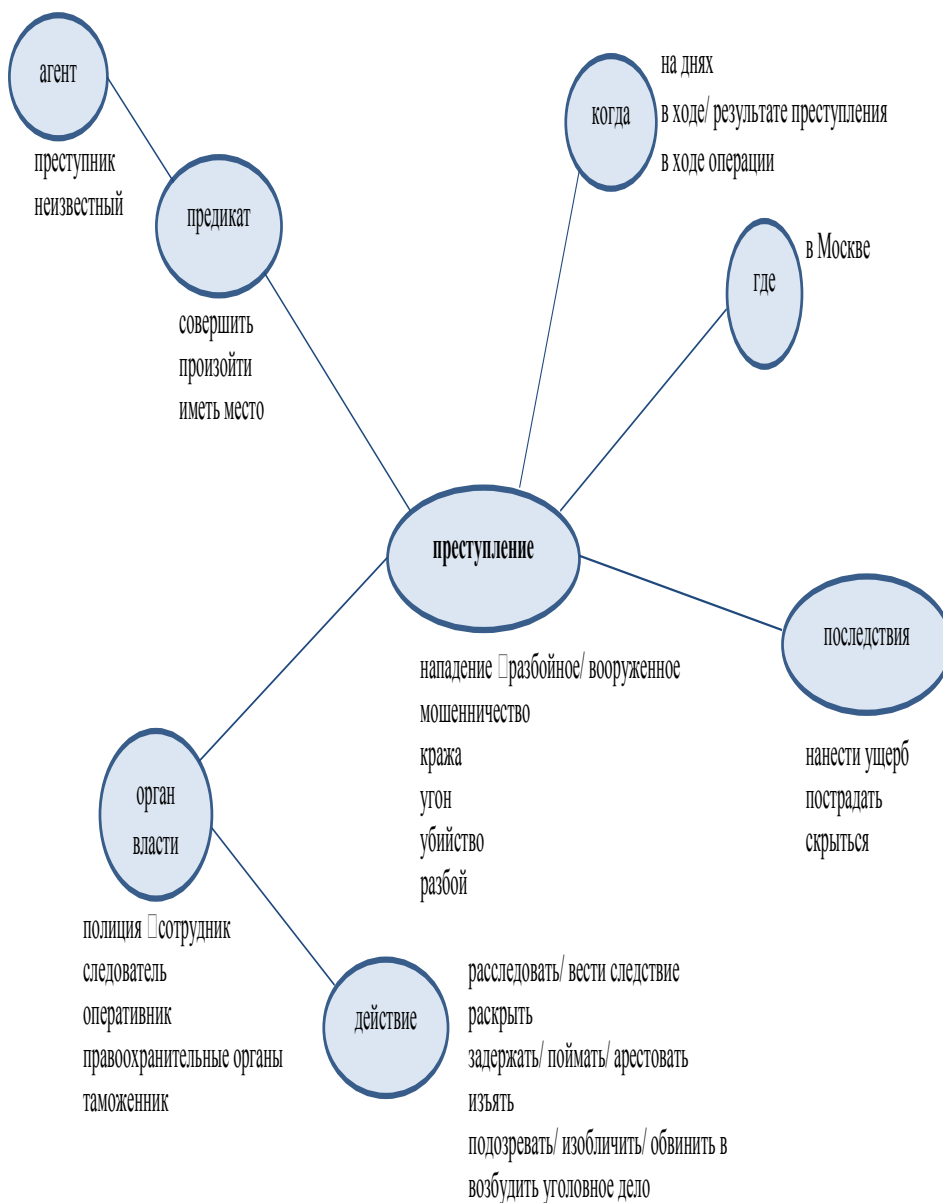 агент
преступник
неизвестный
предикат
совершить
произойти
иметь место
когда
на днях
в ходе/ результате преступления
в ходе операции
где
в Москве
преступление
нападение □разбойное/ вооруженное
мошенничество
кража
угон
убийство
разбой
последствия
нанести ущерб
пострадать
скрыться
орган
власти
полиция □сотрудник
следователь
оперативник
правоохранительные органы
таможенник
действие
расследовать/ вести следствие
раскрыть
задержать/ поймать/ арестовать
изъять
подозревать/ изобличить/ обвинить в
возбудить уголовное дело